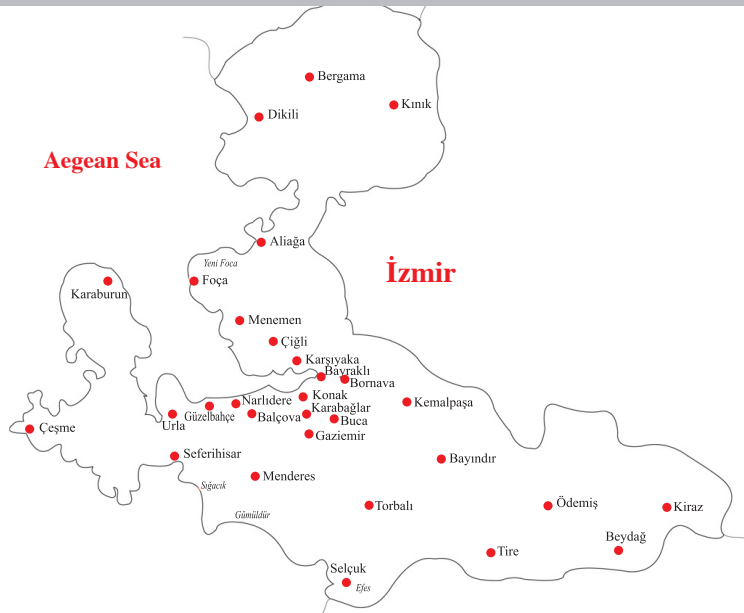 Bergama
Kınık
Dikili
Aegean Sea
Aliağa
Yeni Foca
İzmir
Foça
Karaburun
Menemen
Çiğli
Karşıyaka
Bayraklı
Bornava
Narlıdere
Konak
Kemalpaşa
Güzelbahçe
Balçova
Karabağlar
Urla
Buca
Çeşme
Gaziemir
Seferihisar
Bayındır
Menderes
Sığacık
Torbalı
Ödemiş
Kiraz
Gümüldür
Beydağ
Tire
Selçuk
Efes